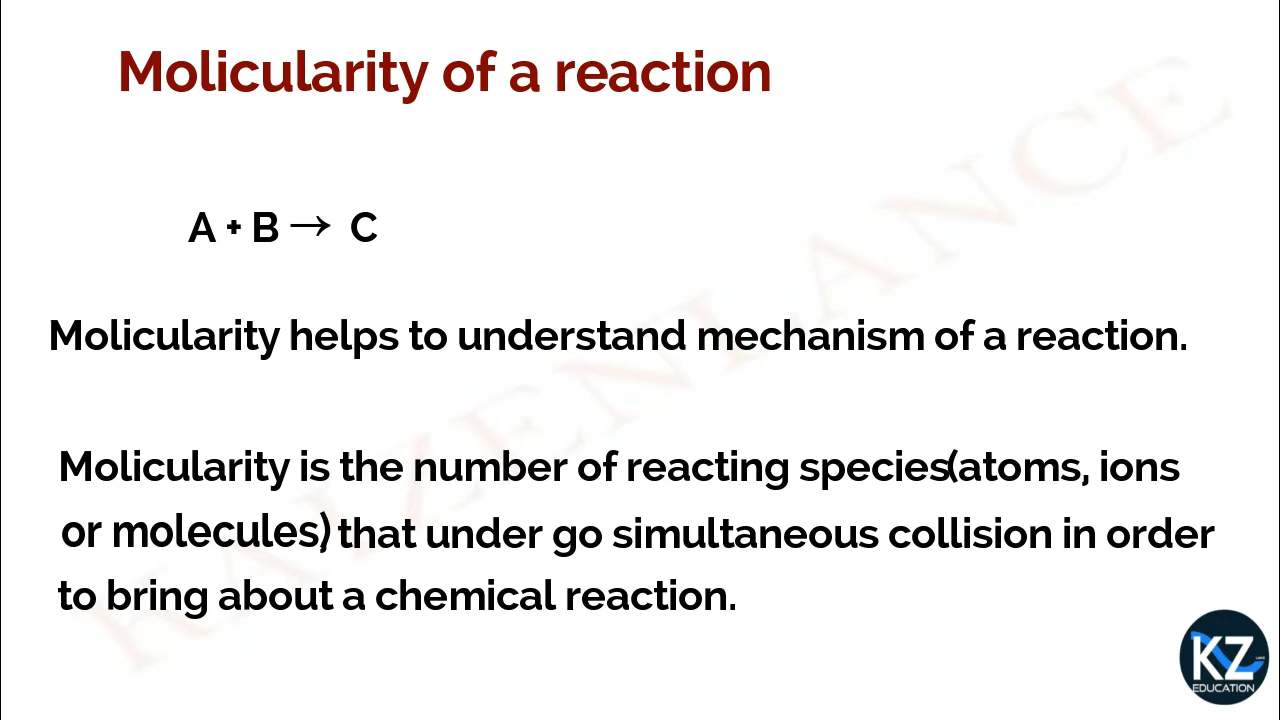 Molicularity of a reaction
A + B → C
Molicularity helps to understand mechanism of a reaction.
Molicularity is the number of reacting species(atoms, ions
or molecules) that under go simultaneous collision in order
to bring about a chemical reaction.
KAIZENLANCE
KZ
EDUCATION